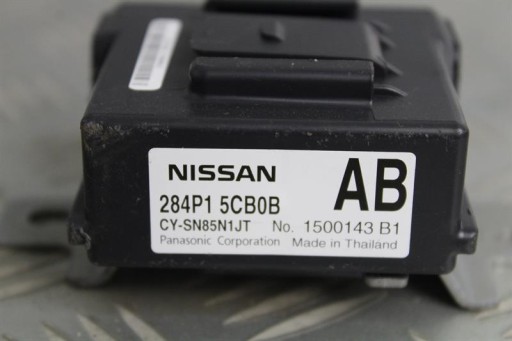 NISSAN
284P1 5CB0B
AB
CY-SN85N1JT No. 1500143 B1
Panasonic Corporation Made in Thailand